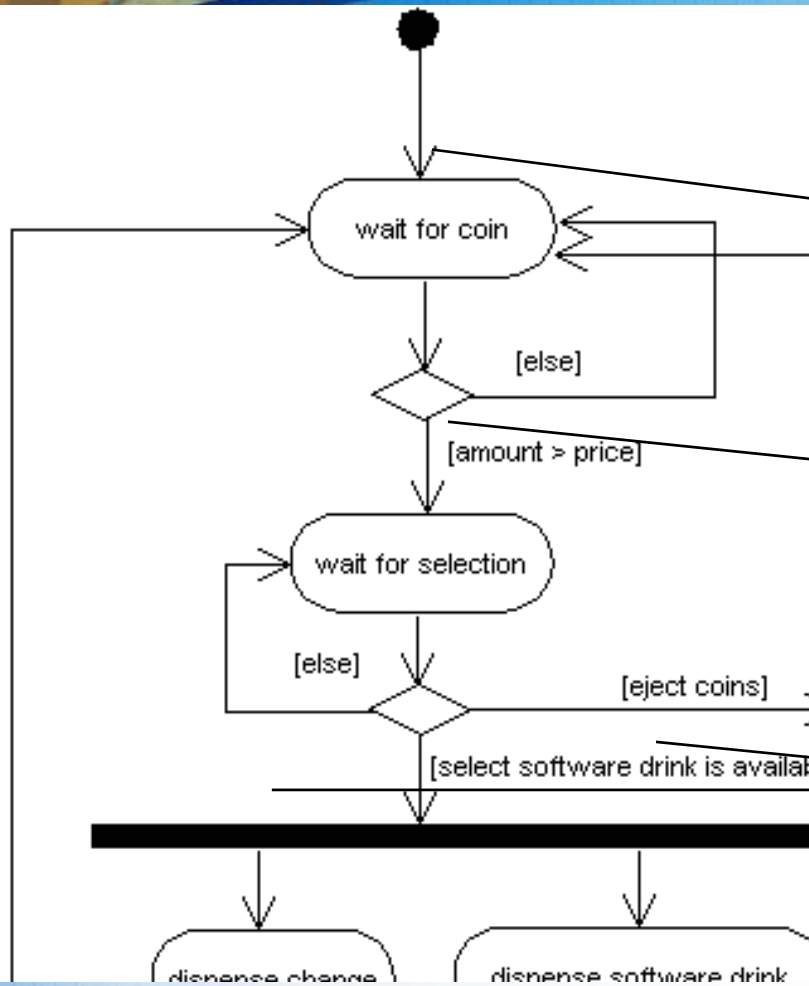 wait for coin
[else]
[amount > price]
wait for selection
[else]
[eject coins]
[select software drink is availab
dispense change
dispense software drink